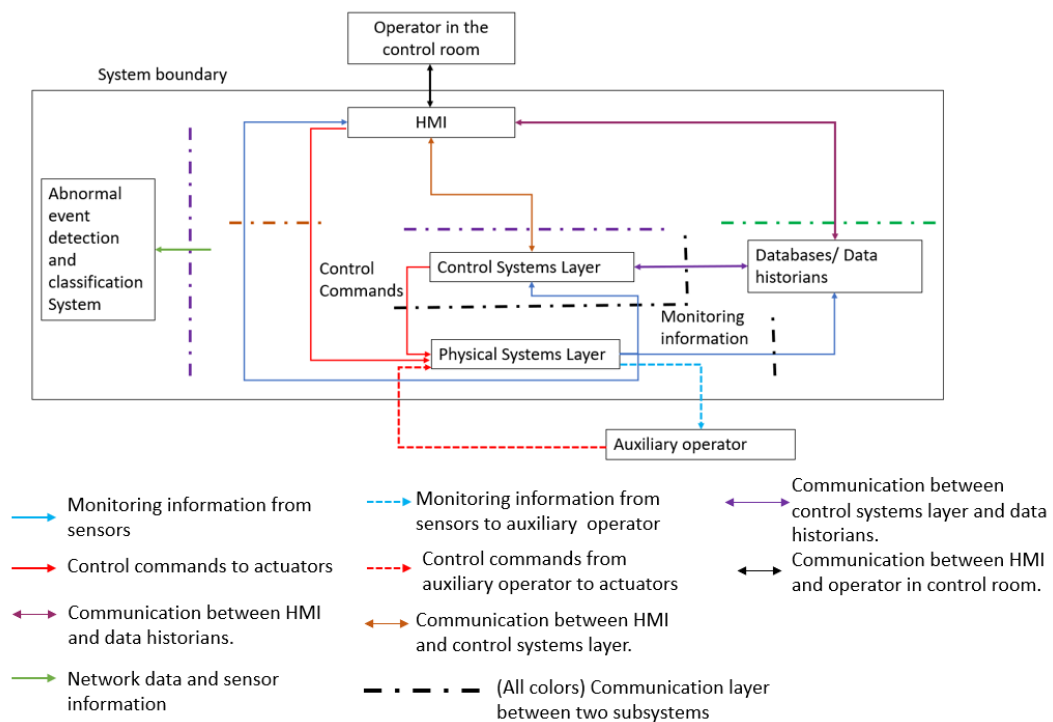 Operator in the
control room
System boundary
HMI
Abnormal
event
detection
and
classification
System
Control
Commands
Control Systems Layer
Databases/ Data
historians
Monitoring
information
Physical Systems Layer
Auxiliary operator
Monitoring information from
sensors
Control commands to actuators
Communication between HMI
and data historians.
Network data and sensor
information
Monitoring information from
sensors to auxiliary operator
Control commands from
auxiliary operator to actuators
Communication between HMI
and control systems layer.
(All colors) Communication layer
between two subsystems
Communication between
control systems layer and data
historians.
Communication between HMI
and operator in control room.